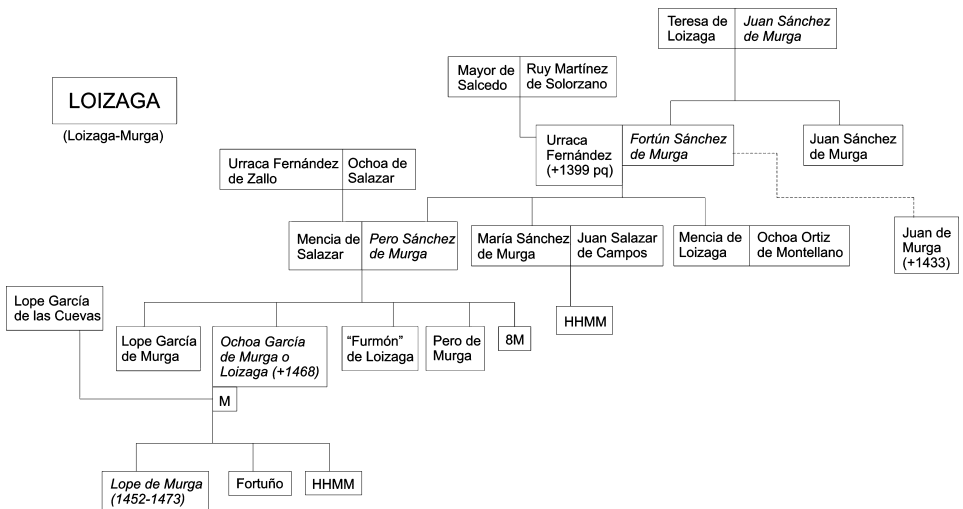 Teresa de
Loizaga
Juan Sánchez
de Murga
LOIZAGA
(Loizaga-Murga)
Mayor de
Salcedo
Ruy Martínez
de Solorzano
Urraca
Fernández
(+1399 pq)
Fortún Sánchez
de Murga
Juan Sánchez
de Murga
Urraca Fernández
de Zallo
Ochoa de
Salazar
Mencia de
Salazar
Pero Sánchez
de Murga
María Sánchez
de Murga
Juan Salazar
de Campos
Mencia de
Loizaga
Ochoa Ortiz
de Montellano
Juan de
Murga
(+1433)
Lope García
de las Cuevas
HHMM
Lope García
de Murga
Ochoa García
de Murga o
Loizaga (+1468)
“Furmón”
de Loizaga
Pero de
Murga
8M
M
Lope de Murga
(1452-1473)
Fortuño
HHMM